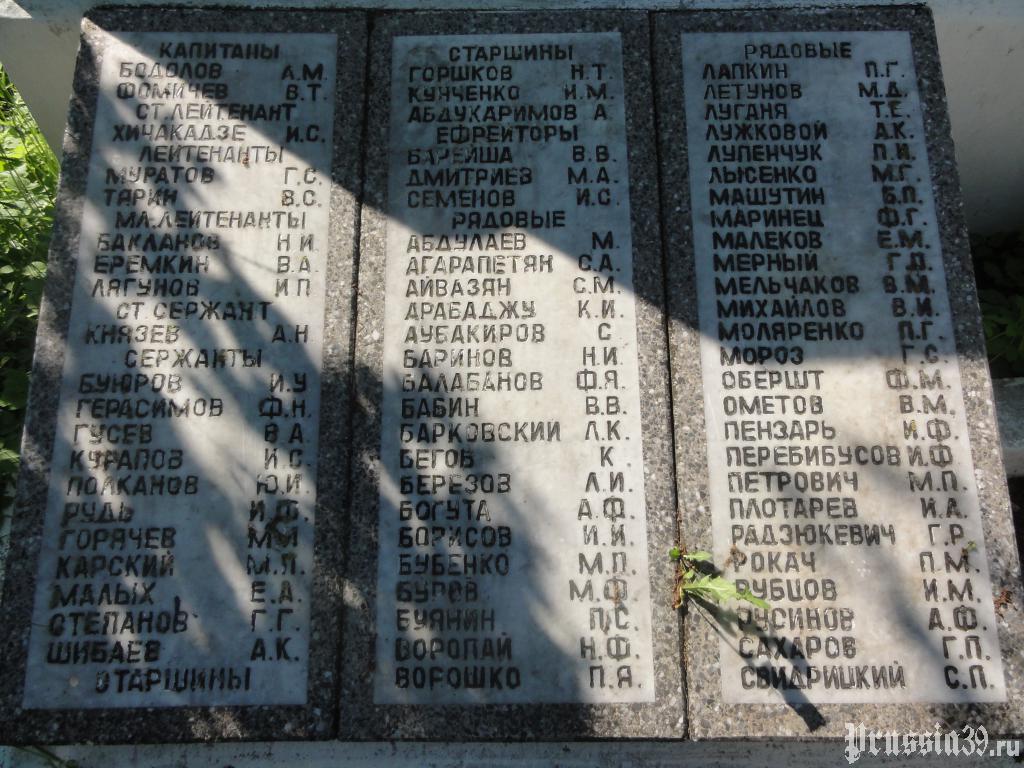 КАПИТАНЫ
БОДОЛОВ А.М.
ФОМИЧЕВ В.Т.
СТ.ЛЕЙТЕНАНТ
ХИЧАКАДЗЕ И.С.
ЛЕЙТЕНАНТЫ
МУРАТОВ Г.С.
ТАРИН В.С.
МЛ.ЛЕЙТЕНАНТЫ
БАКЛАНОВ Н И.
ЕРЕМКИН В.А.
ЛЯГУНОВ И П
СТ.СЕРЖАНТ
КНЯЗЕВ А.Н
СЕРЖАНТЫ
БУЮРОВ И.У
ГЕРАСИМОВ Ф.Н.
ГУСЕВ В А.
КУРАПОВ И.С.
ПОЛКАНОВ Ю.И.
РУДЬ И.Ф.
ГОРЯЧЕВ М.И
КАРСКИЙ М.П.
МАЛЫХ Е.А.
СТЕПАНОВ Г.Г.
ШИБАЕВ А.К.
СТАРШИНЫ
СТАРШИНЫ
ГОРШКОВ Н.Т.
КУЧЧЕНКО И.М.
АБДУКАРИМОВ А
ЕФРЕЙТОРЫ
БАРЕЙША В.В.
ДМИТРИЕВ М.А.
СЕМЕНОВ И.С.
РЯДОВЫЕ
АБДУЛАЕВ М.
АГАРАПЕТЯН С.А.
АЙВАЗЯН С.М.
АРАБАДЖУ К.И.
АУБАКИРОВ С.
БАРИНОВ Н.И.
БАЛАБАНОВ Ф.Я.
БАБИН В.В.
БАРКОВСКИЙ Л.К.
БЕГОВ К.
БЕРЕЗОВ Л.И.
БОГУТА А.Ф.
БОРИСОВ И.И.
БУБЕНКО М.П.
БУРОВ М.Ф.
БУЯНИН П.С.
ВОРОПАЙ Н.Ф.
ВОРОШКО П.Я.
РЯДОВЫЕ
ЛАПКИН П.Г.
ЛЕТУНОВ М.Д.
ЛУГАНЯ Т.Е.
ЛУЖКОВОЙ А.К.
ЛУПЕНЧУК П.И.
ЛЫСЕНКО М.Г.
МАШУТИН Б.П.
МАРИНЕЦ Ф.Г.
МАЛЕКОВ Е.М.
МЕРНЫЙ Г.Д.
МЕЛЬЧАКОВ В.М.
МИХАЙЛОВ В.И.
МОЛЯРЕНКО П.Г.
МОРОЗ Г.С.
ОБЕРШТ Ф.М.
ОМЕТОВ В.М.
ПЕНЗАРЬ И.Ф.
ПЕРЕБИБУСОВ И.Ф
ПЕТРОВИЧ М.П.
ПЛОТАРЕВ И.А.
РАДЗЮКЕВИЧ Г.Р.
РОКАЧ П.М.
РУБЦОВ И.М.
РУСИНОВ А.Ф.
САХАРОВ Г.П.
СВИДРИЦКИЙ С.П.
Prussia39.ru